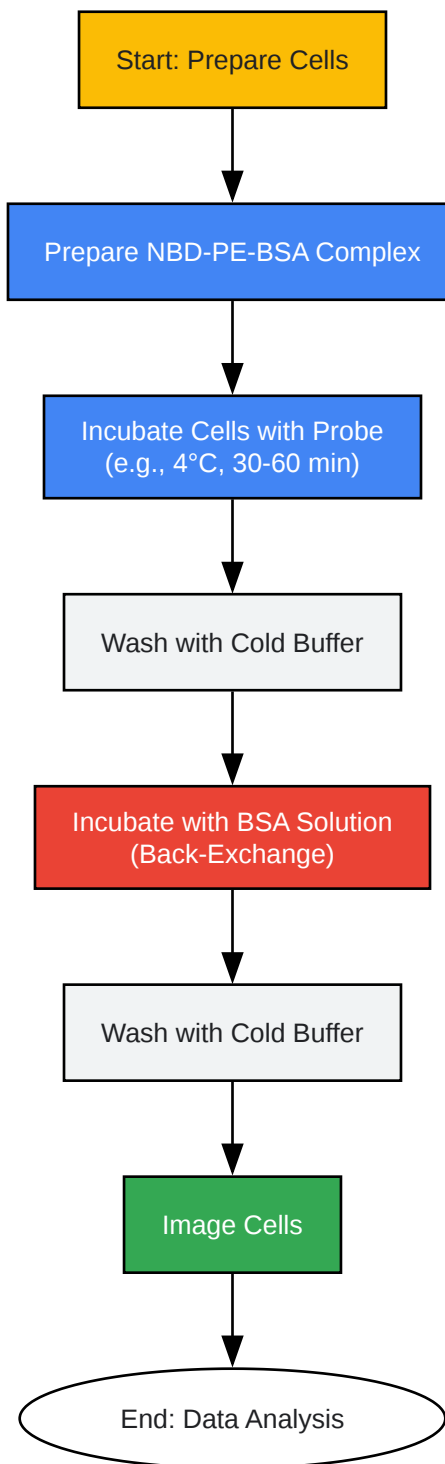 Start: Prepare Cells
Prepare NBD-PE-BSA Complex
Incubate Cells with Probe
(e.g., 4°C, 30-60 min)
Wash with Cold Buffer
Incubate with BSA Solution
(Back-Exchange)
Wash with Cold Buffer
Image Cells
End: Data Analysis